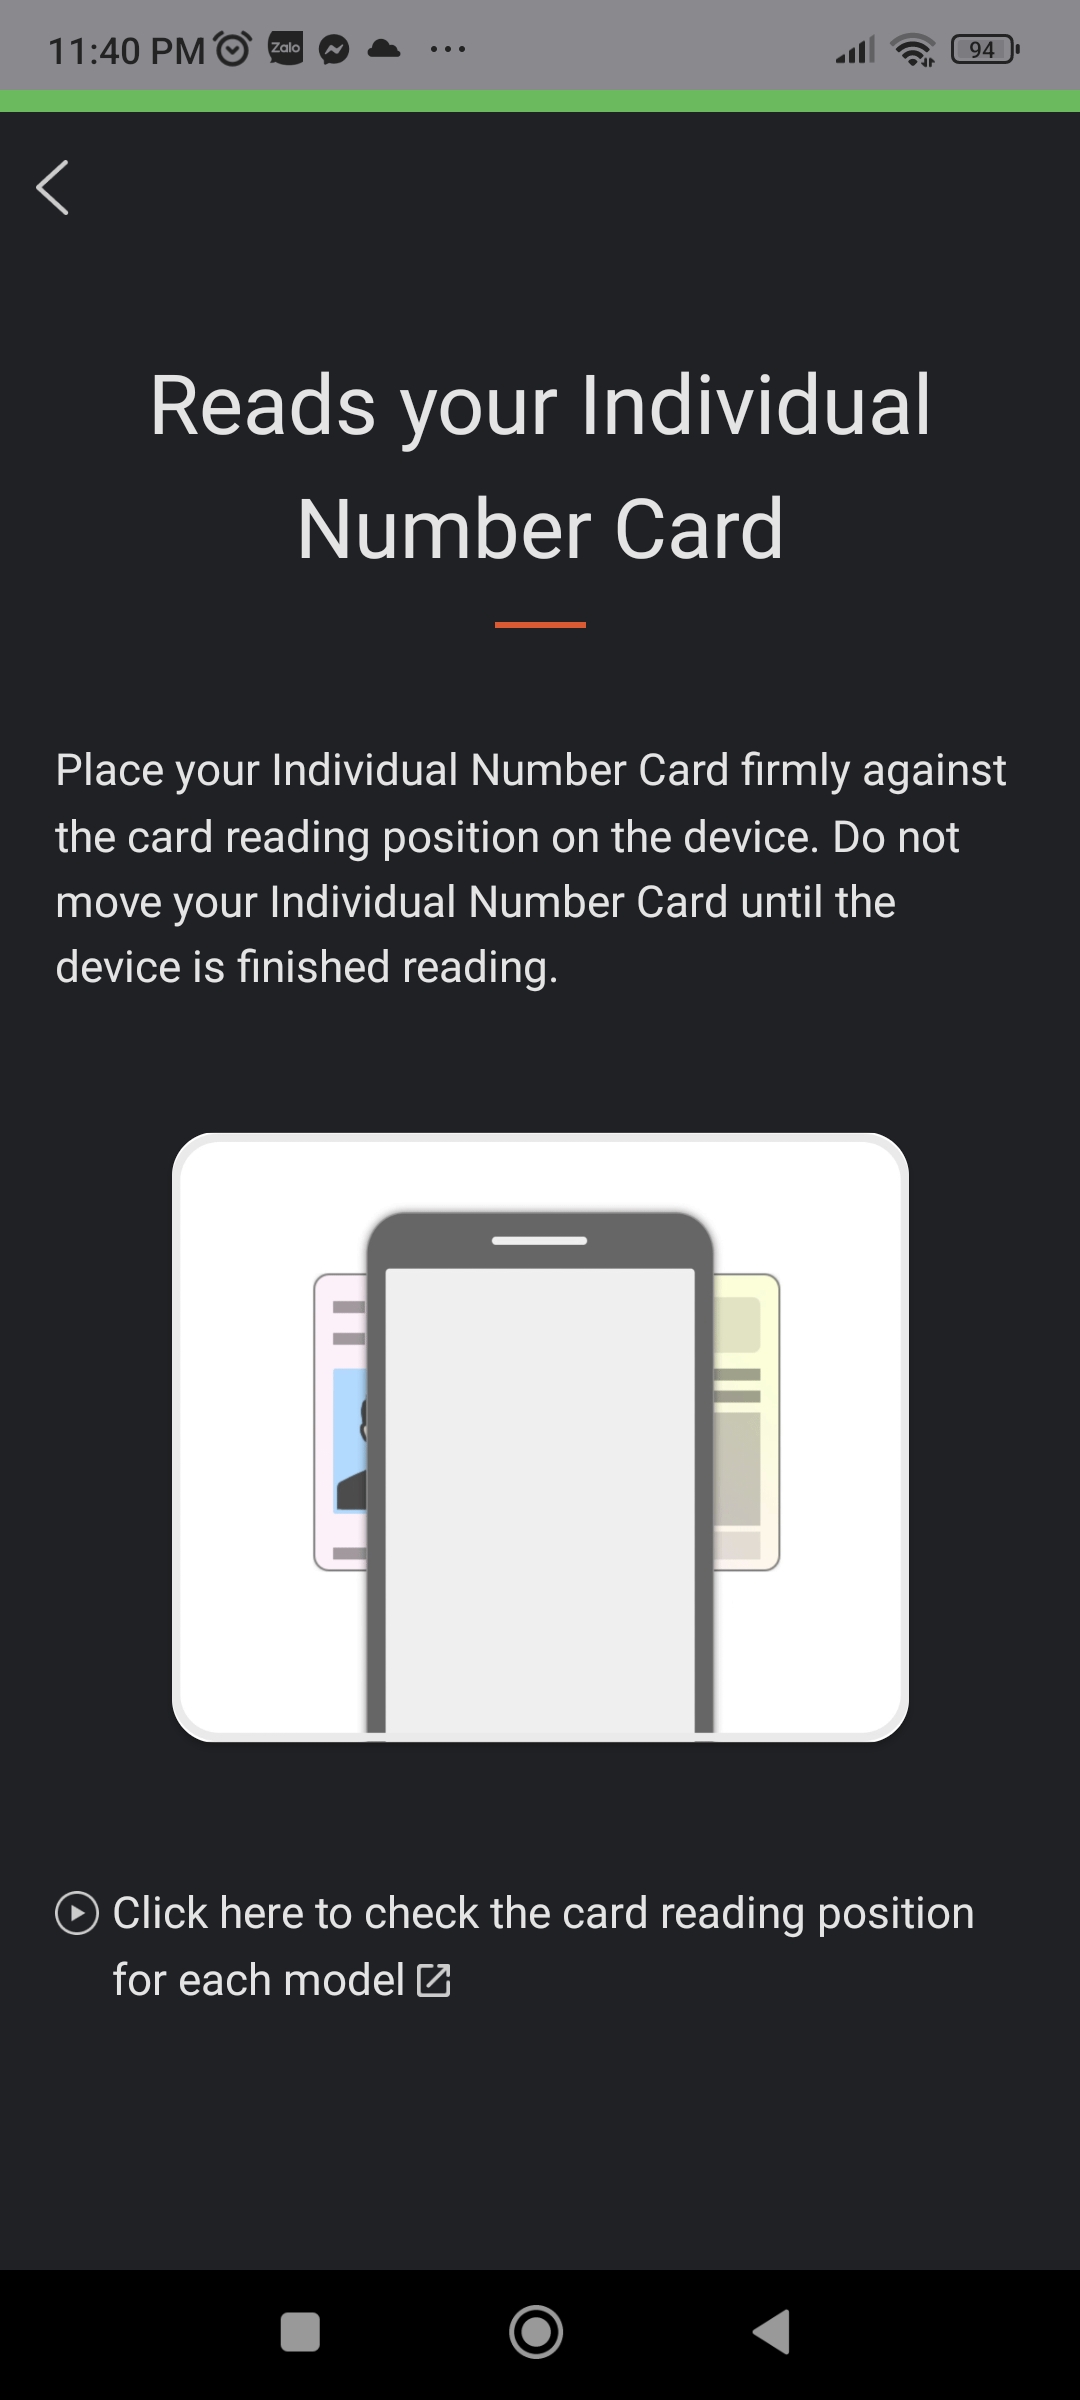 11:40 PM Zalo 94
Reads your Individual
Number Card
Place your Individual Number Card firmly against
the card reading position on the device. Do not
move your Individual Number Card until the
device is finished reading.
Click here to check the card reading position
for each model